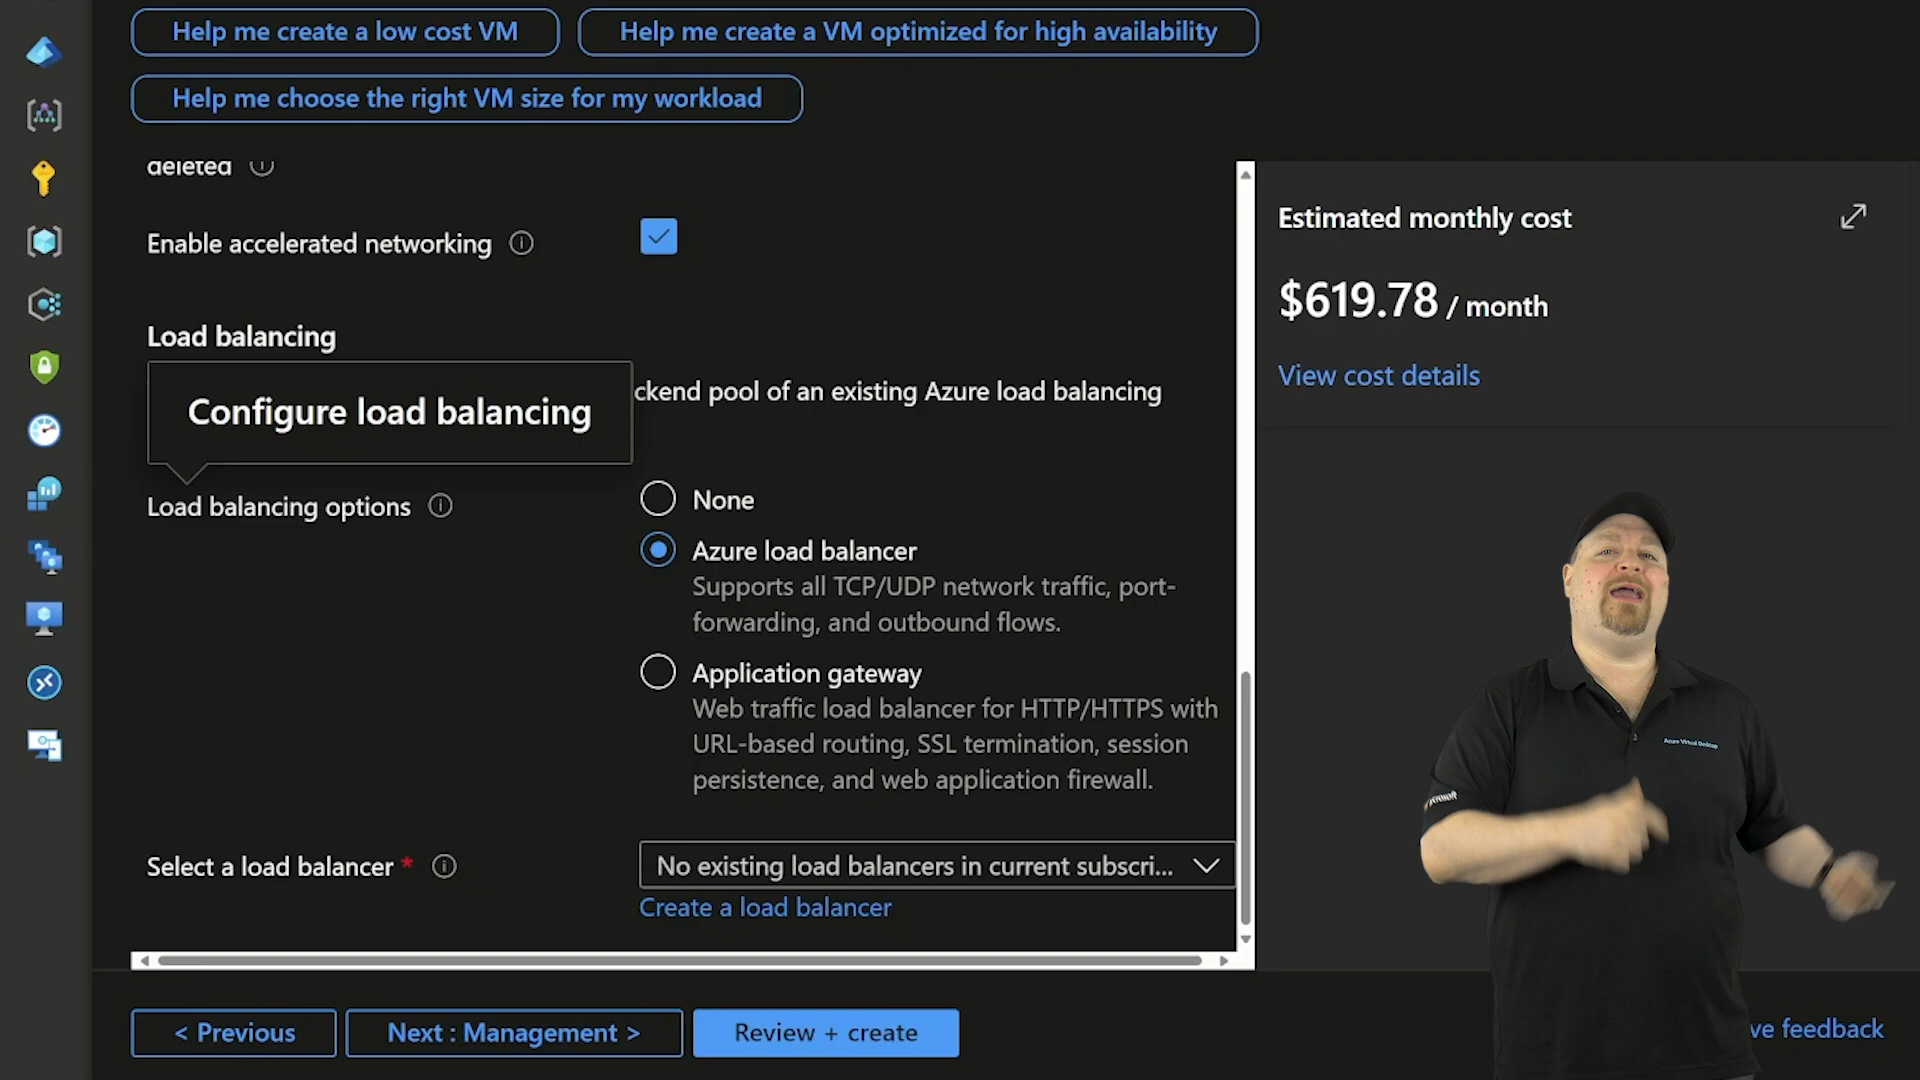 Help me create a low cost VM
Help me create a VM optimized for high availability
Help me choose the right VM size for my workload
deleted
Enable accelerated networking
Load balancing
Configure load balancing
ckend pool of an existing Azure load balancing
Load balancing options
None
Azure load balancer
Supports all TCP/UDP network traffic, port-
forwarding, and outbound flows.
Application gateway
Web traffic load balancer for HTTP/HTTPS with
URL-based routing, SSL termination, session
persistence, and web application firewall.
Select a load balancer *
No existing load balancers in current subscri...
Create a load balancer
< Previous
Next : Management >
Review + create
Estimated monthly cost
$619.78 / month
View cost details
Azure Virtual Desktop
crosoft
ve feedback